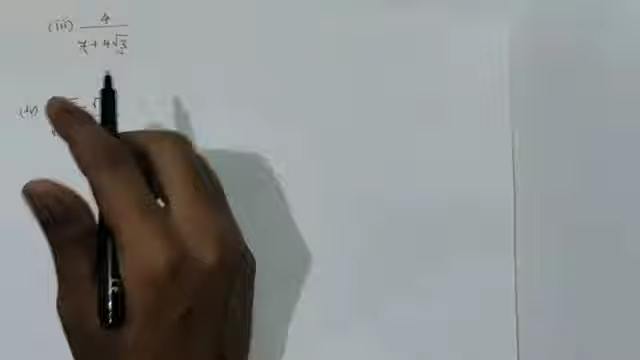 (iii) 4
7 + 4√3
(iv)